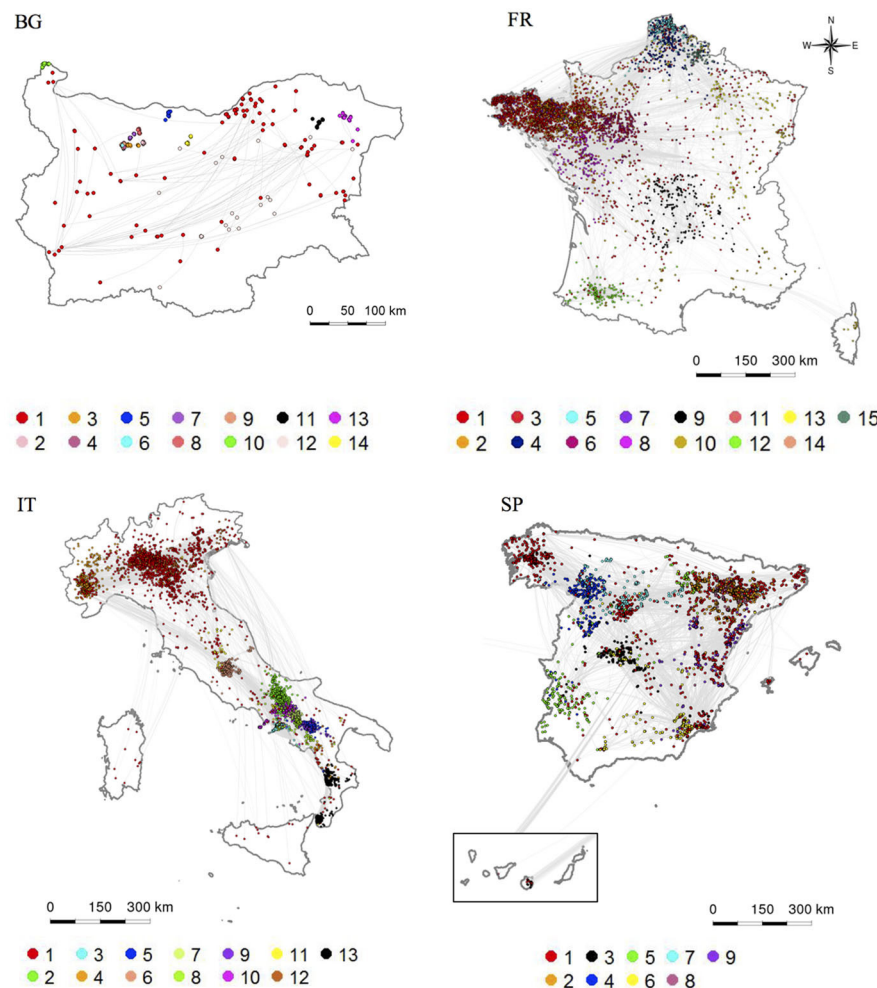 BG
FR
N
W E
S
0 50 100 km
0 150 300 km
1 3 5 7 9 11 13
2 4 6 8 10 12 14
1 3 5 7 9 11 13 15
2 4 6 8 10 12 14
IT
SP
0 150 300 km
0 150 300 km
1 3 5 7 9 11 13
2 4 6 8 10 12
1 3 5 7 9
2 4 6 8